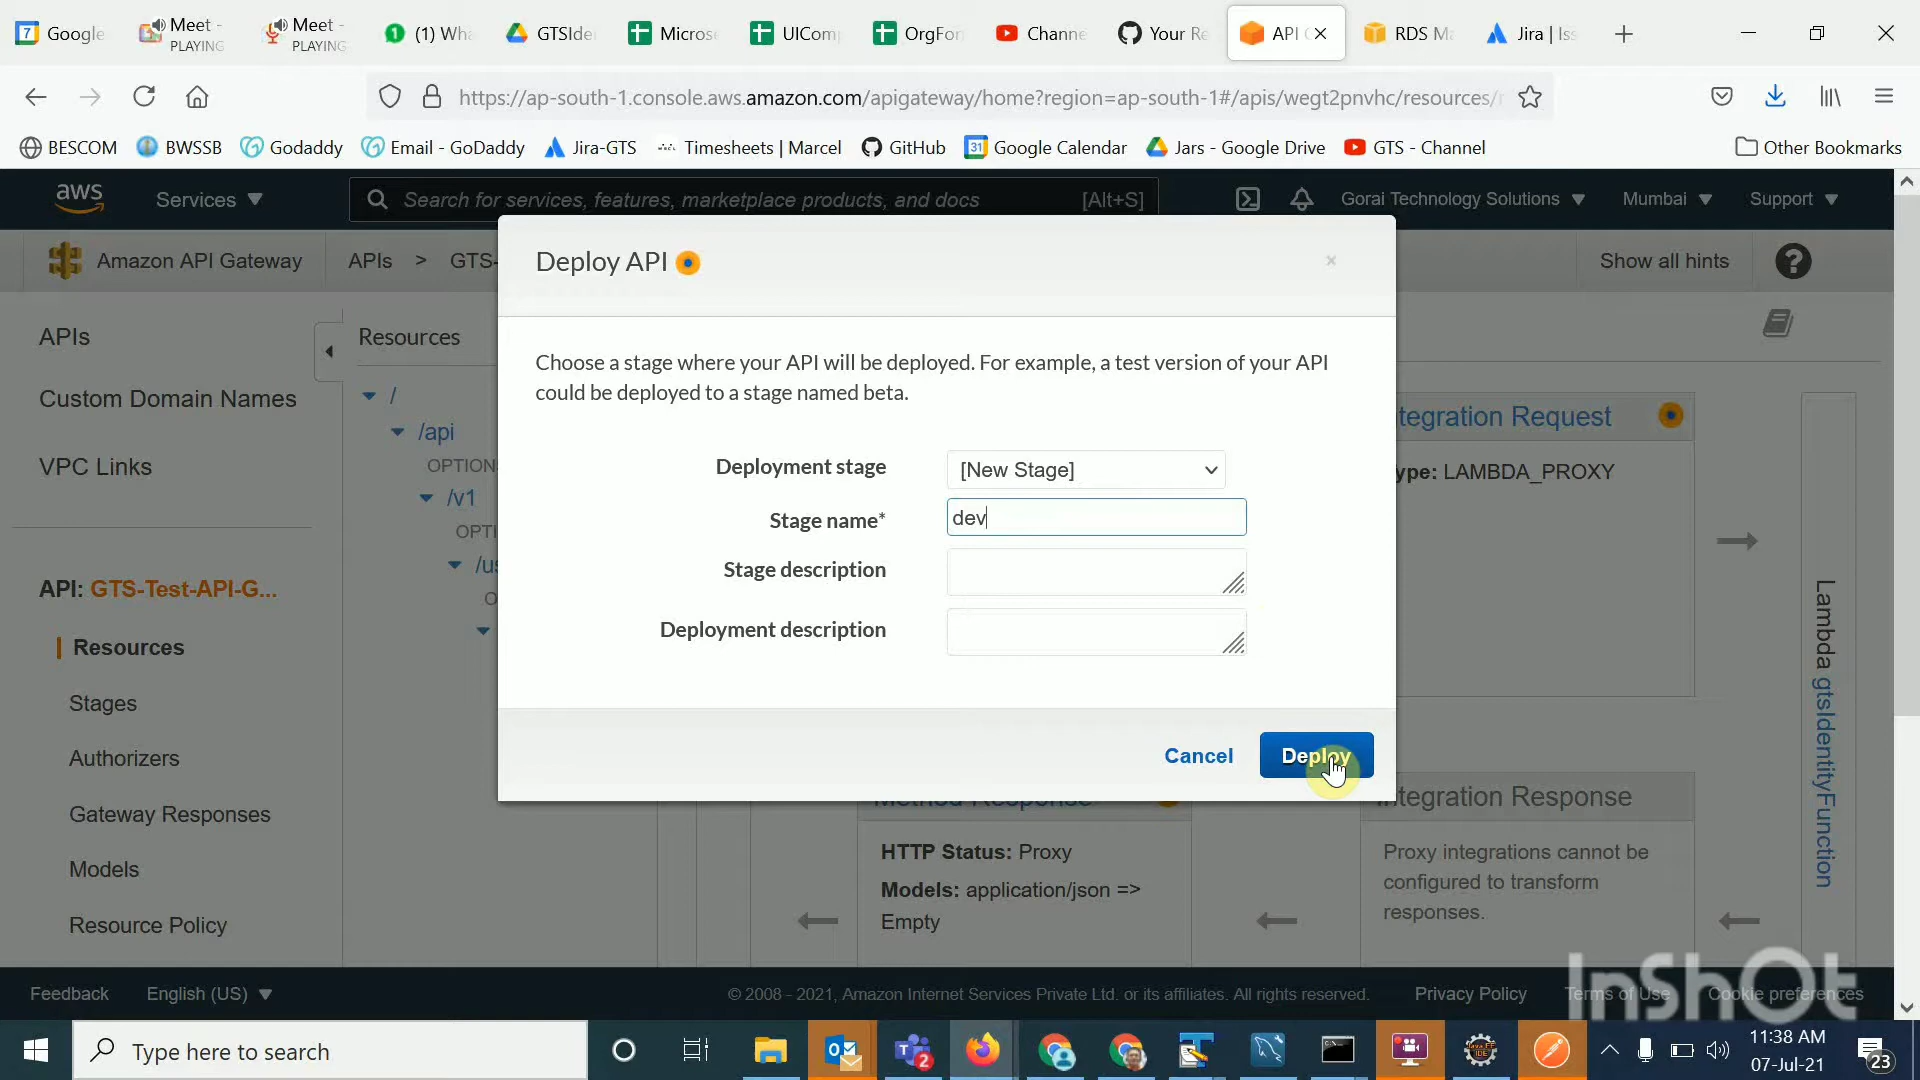 Google
Meet -
PLAYING
Meet -
PLAYING
(1) Wha
GTSIde
Micros
UICom
OrgFor
Channe
Your Re
API
RDS M
Jira | Iss
https://ap-south-1.console.aws.amazon.com/apigateway/home?region=ap-south-1#/apis/wegt2pnvhc/resources/
BESCOM
BWSSB
Godaddy
Email - GoDaddy
Jira-GTS
Timesheets | Marcel
GitHub
Google Calendar
Jars - Google Drive
GTS - Channel
Other Bookmarks
aws
Services
Search for services, features, marketplace products, and docs
[Alt+S]
Gorai Technology Solutions
Mumbai
Support
Amazon API Gateway
APIs > GTS-
Show all hints
Deploy API
Choose a stage where your API will be deployed. For example, a test version of your API
could be deployed to a stage named beta.
Deployment stage
[New Stage]
Stage name*
dev
Stage description
Deployment description
Cancel
Deploy
APIs
Custom Domain Names
VPC Links
API: GTS-Test-API-G...
Resources
Stages
Authorizers
Gateway Responses
Models
Resource Policy
Resources
/
/api
OPTION
/v1
OPTI
/us
O
tegration Request
ype: LAMBDA_PROXY
Lambda gtsIdentityFunction
Method Response
HTTP Status: Proxy
Models: application/json =>
Empty
ntegration Response
Proxy integrations cannot be
configured to transform
responses.
Feedback
English (US)
© 2008 - 2021, Amazon Internet Services Private Ltd. or its affiliates. All rights reserved.
Privacy Policy
Terms of Use
Cookie preferences
InShOt
Type here to search
11:38 AM
07-Jul-21
23